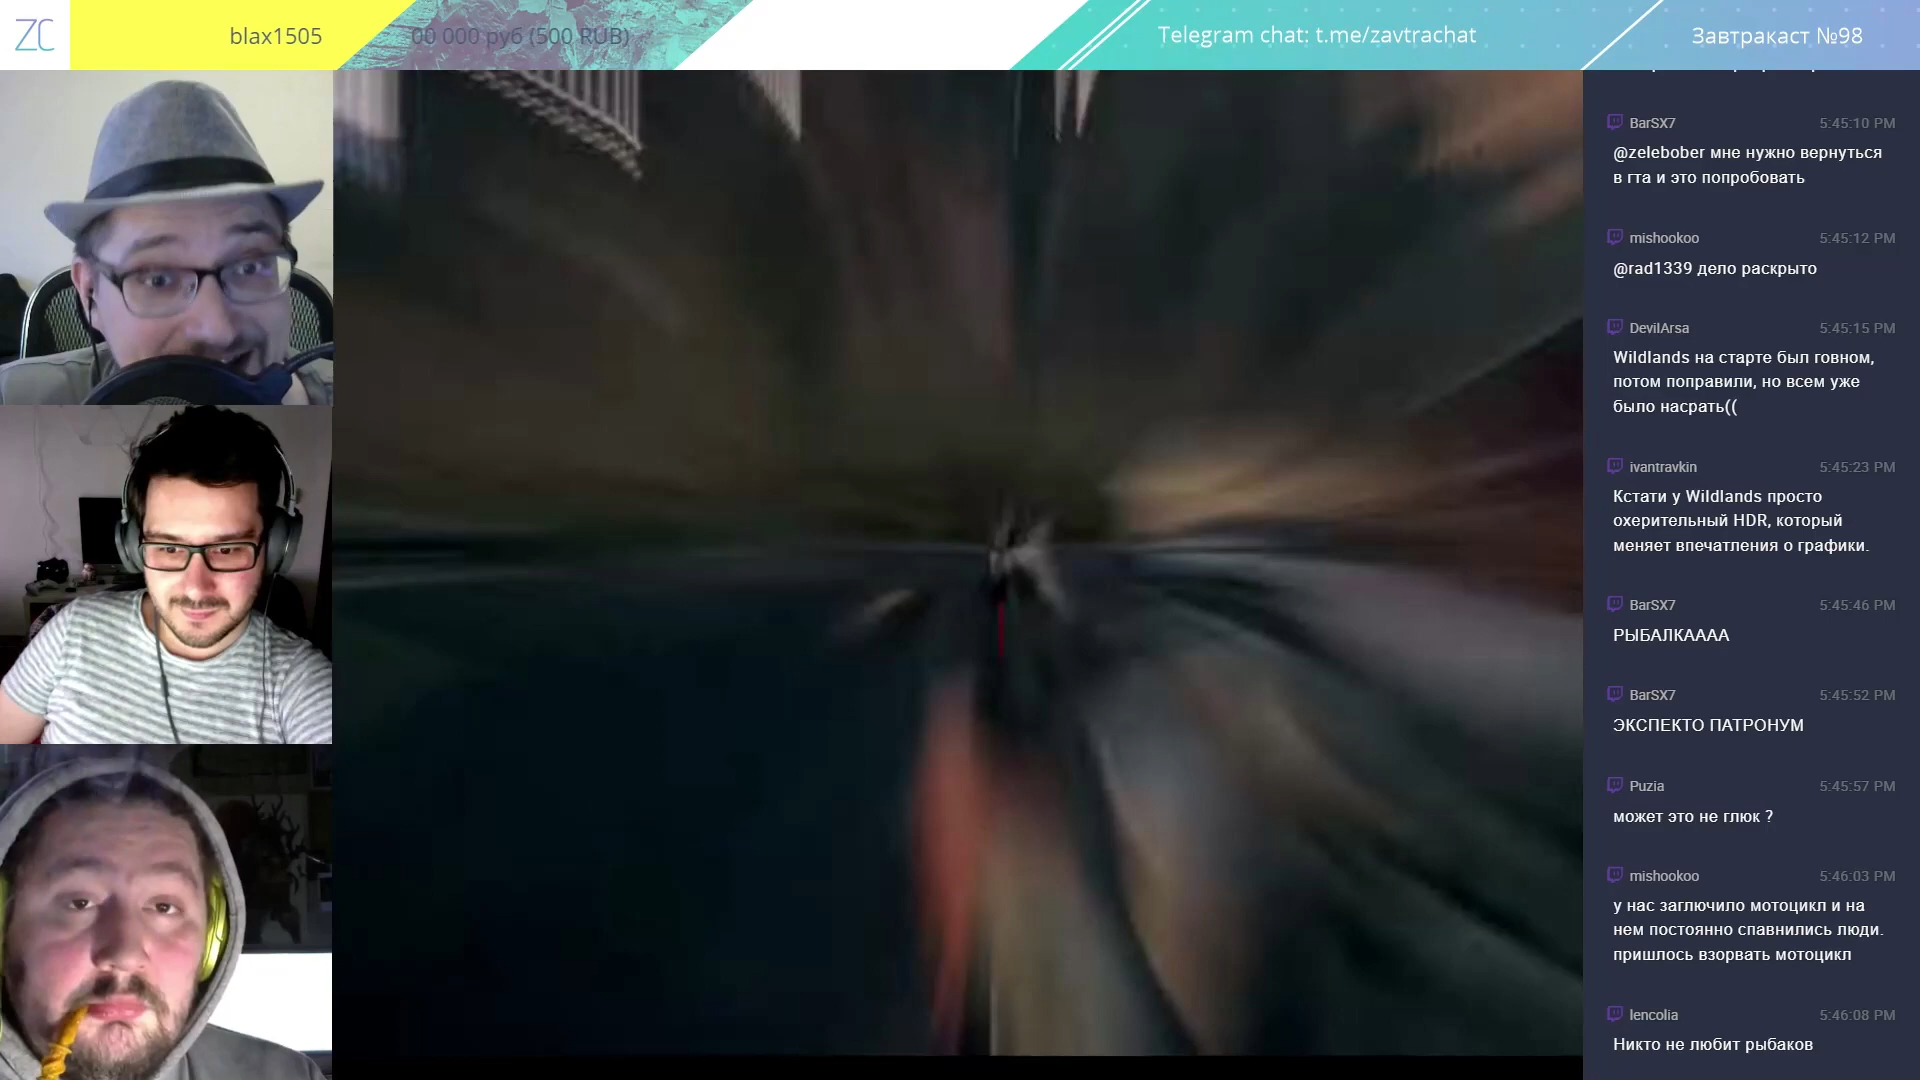 ZC
blax1505
00 000 руб (500 RUB)
Telegram chat: t.me/zavtrachat
Завтракаст №98
BarSX7 5:45:10 PM
@zelebober мне нужно вернуться
в гта и это попробовать
mishookoo 5:45:12 PM
@rad1339 дело раскрыто
DevilArsa 5:45:15 PM
Wildlands на старте был говном,
потом поправили, но всем уже
было насрать((
ivantravkin 5:45:23 PM
Кстати у Wildlands просто
охерительный HDR, который
меняет впечатления о графики.
BarSX7 5:45:46 PM
РЫБАЛКАААА
BarSX7 5:45:52 PM
ЭКСПЕКТО ПАТРОНУМ
Puzia 5:45:57 PM
может это не глюк ?
mishookoo 5:46:03 PM
у нас заглючило мотоцикл и на
нем постоянно спавнились люди.
пришлось взорвать мотоцикл
lencolia 5:46:08 PM
Никто не любит рыбаков